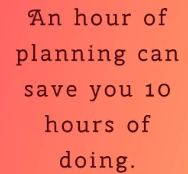 An hour of
planning can
save you 10
hours of
doing.